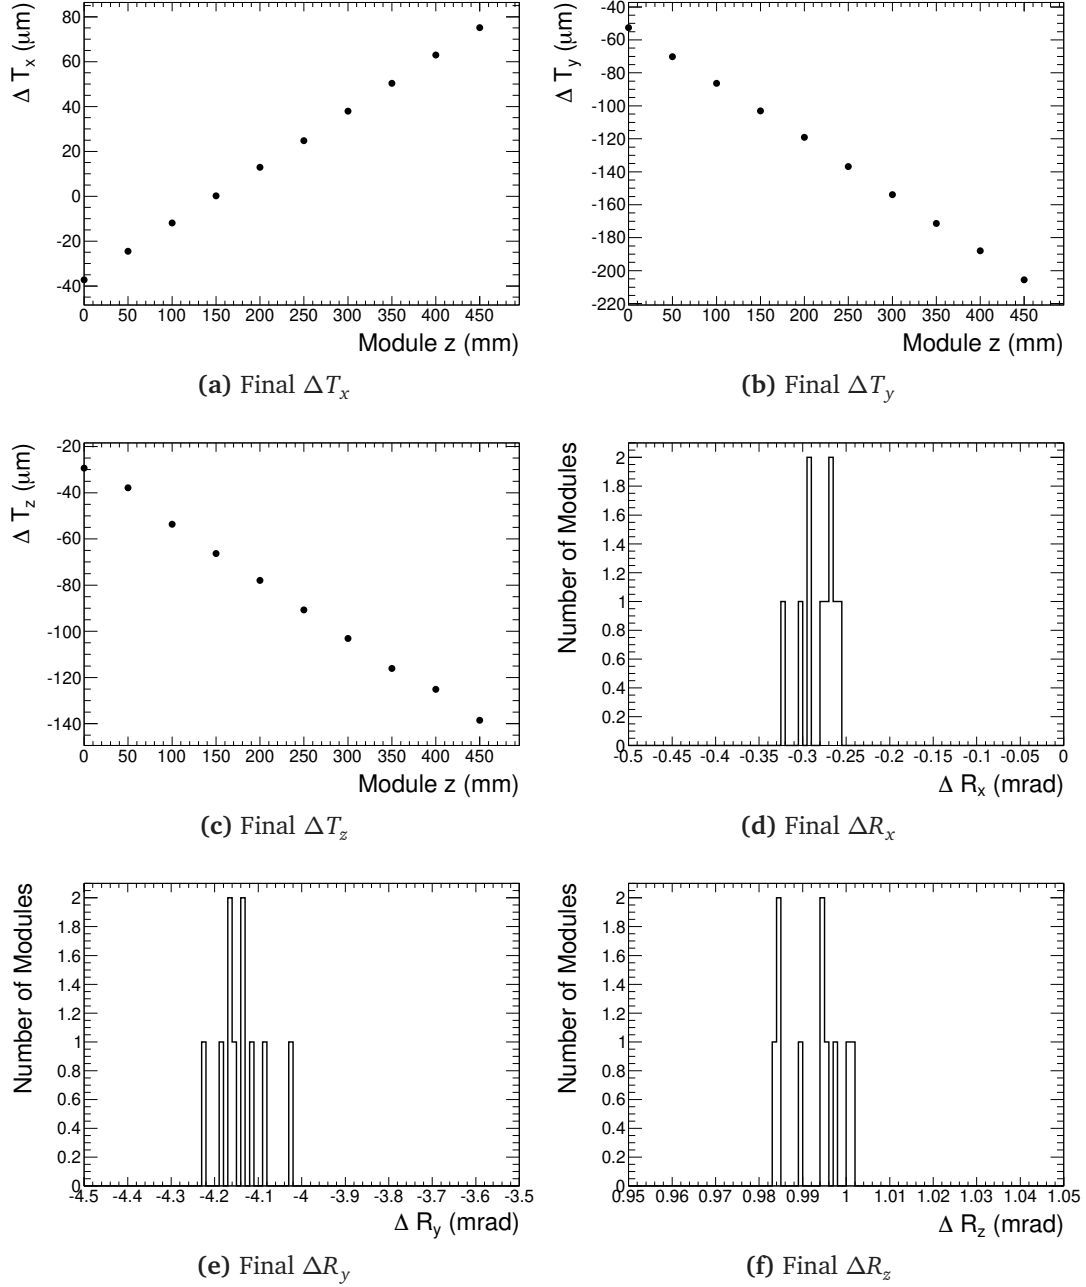 Δ Tx (μm)
80
60
40
20
0
-20
-40
0 50 100 150 200 250 300 350 400 450
Module z (mm)
(a) Final ΔTx
Δ Ty (μm)
-40
-60
-80
-100
-120
-140
-160
-180
-200
-220
0 50 100 150 200 250 300 350 400 450
Module z (mm)
(b) Final ΔTy
Δ Tz (μm)
-20
-40
-60
-80
-100
-120
-140
0 50 100 150 200 250 300 350 400 450
Module z (mm)
(c) Final ΔTz
Number of Modules
2
1.8
1.6
1.4
1.2
1
0.8
0.6
0.4
0.2
0
-0.5 -0.45 -0.4 -0.35 -0.3 -0.25 -0.2 -0.15 -0.1 -0.05 0
Δ Rx (mrad)
(d) Final ΔRx
Number of Modules
2
1.8
1.6
1.4
1.2
1
0.8
0.6
0.4
0.2
0
-4.5 -4.4 -4.3 -4.2 -4.1 -4 -3.9 -3.8 -3.7 -3.6 -3.5
Δ Ry (mrad)
(e) Final ΔRy
Number of Modules
2
1.8
1.6
1.4
1.2
1
0.8
0.6
0.4
0.2
0
0.95 0.96 0.97 0.98 0.99 1 1.01 1.02 1.03 1.04 1.05
Δ Rz (mrad)
(f) Final ΔRz